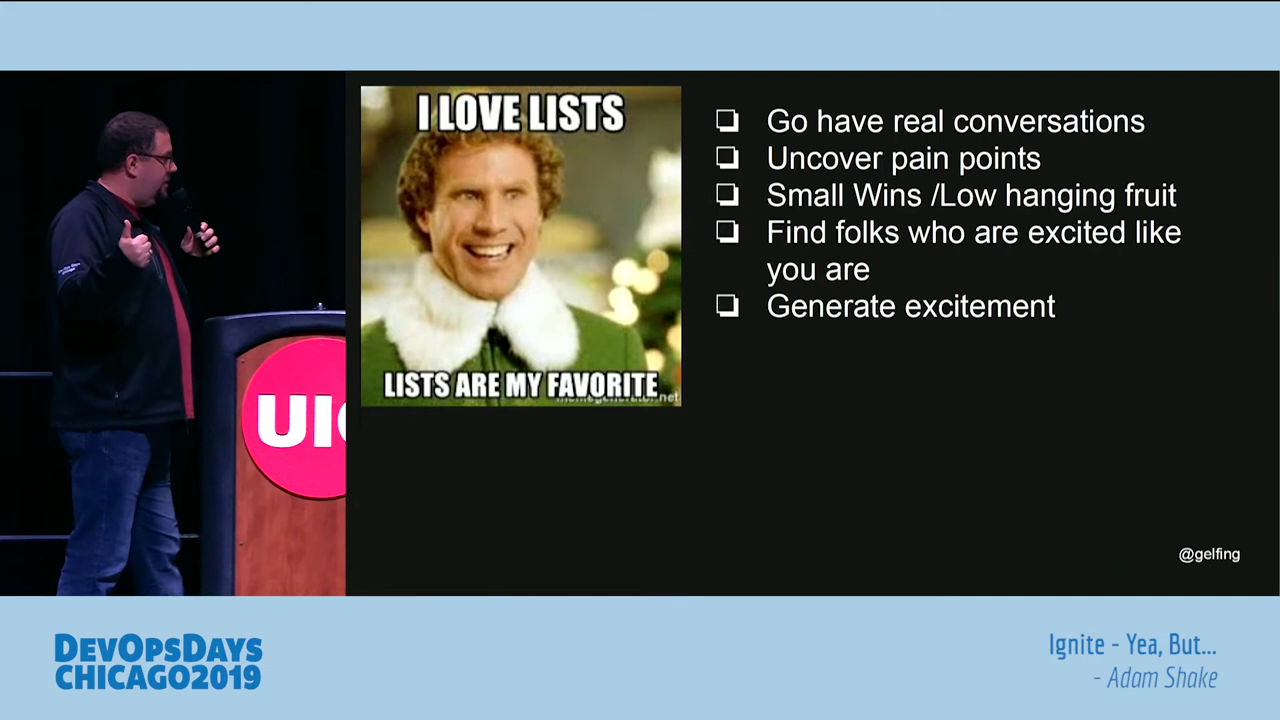 I LOVE LISTS
LISTS ARE MY FAVORITE
❏ Go have real conversations
❏ Uncover pain points
❏ Small Wins /Low hanging fruit
❏ Find folks who are excited like
you are
❏ Generate excitement
@gelfing
UIC
DEVOPSDAYS
CHICAGO2019
Ignite - Yea, But...
- Adam Shake